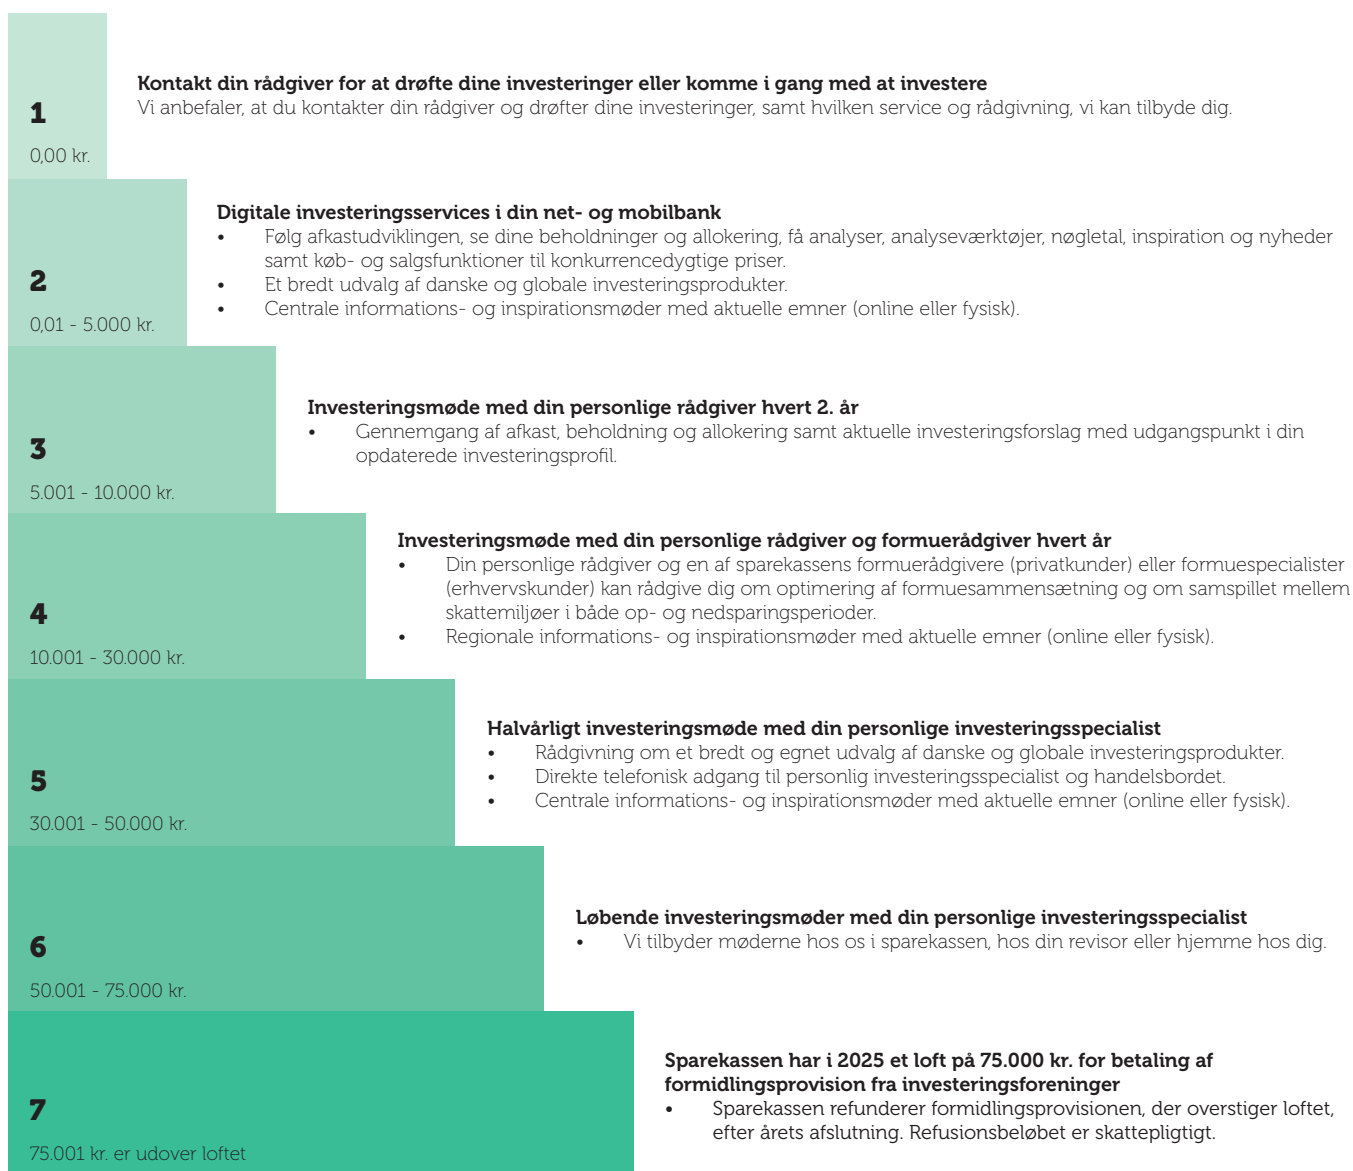 1
0,00 kr.
Kontakt din rådgiver for at drøfte dine investeringer eller komme i gang med at investere
Vi anbefaler, at du kontakter din rådgiver og drøfter dine investeringer, samt hvilken service og rådgivning, vi kan tilbyde dig.
2
0,01 - 5.000 kr.
Digitale investeringsservices i din net- og mobilbank
• Følg afkastudviklingen, se dine beholdninger og allokering, få analyser, analyseværktøjer, nøgletal, inspiration og nyheder
samt køb- og salgsfunktioner til konkurrencedygtige priser.
• Et bredt udvalg af danske og globale investeringsprodukter.
• Centrale informations- og inspirationsmøder med aktuelle emner (online eller fysisk).
3
5.001 - 10.000 kr.
Investeringsmøde med din personlige rådgiver hvert 2. år
• Gennemgang af afkast, beholdning og allokering samt aktuelle investeringsforslag med udgangspunkt i din
opdaterede investeringsprofil.
4
10.001 - 30.000 kr.
Investeringsmøde med din personlige rådgiver og formuerådgiver hvert år
• Din personlige rådgiver og en af sparekassens formuerådgivere (privatkunder) eller formuespecialister
(erhvervskunder) kan rådgive dig om optimering af formuesammensætning og om samspillet mellem
skattemiljøer i både op- og nedsparingsperioder.
• Regionale informations- og inspirationsmøder med aktuelle emner (online eller fysisk).
5
30.001 - 50.000 kr.
Halvårligt investeringsmøde med din personlige investeringsspecialist
• Rådgivning om et bredt og egnet udvalg af danske og globale investeringsprodukter.
• Direkte telefonisk adgang til personlig investeringsspecialist og handelsbordet.
• Centrale informations- og inspirationsmøder med aktuelle emner (online eller fysisk).
6
50.001 - 75.000 kr.
Løbende investeringsmøder med din personlige investeringsspecialist
• Vi tilbyder møderne hos os i sparekassen, hos din revisor eller hjemme hos dig.
7
75.001 kr. er udover loftet
Sparekassen har i 2025 et loft på 75.000 kr. for betaling af
formidlingsprovision fra investeringsforeninger
• Sparekassen refunderer formidlingsprovisionen, der overstiger loftet,
efter årets afslutning. Refusionsbeløbet er skattepligtigt.